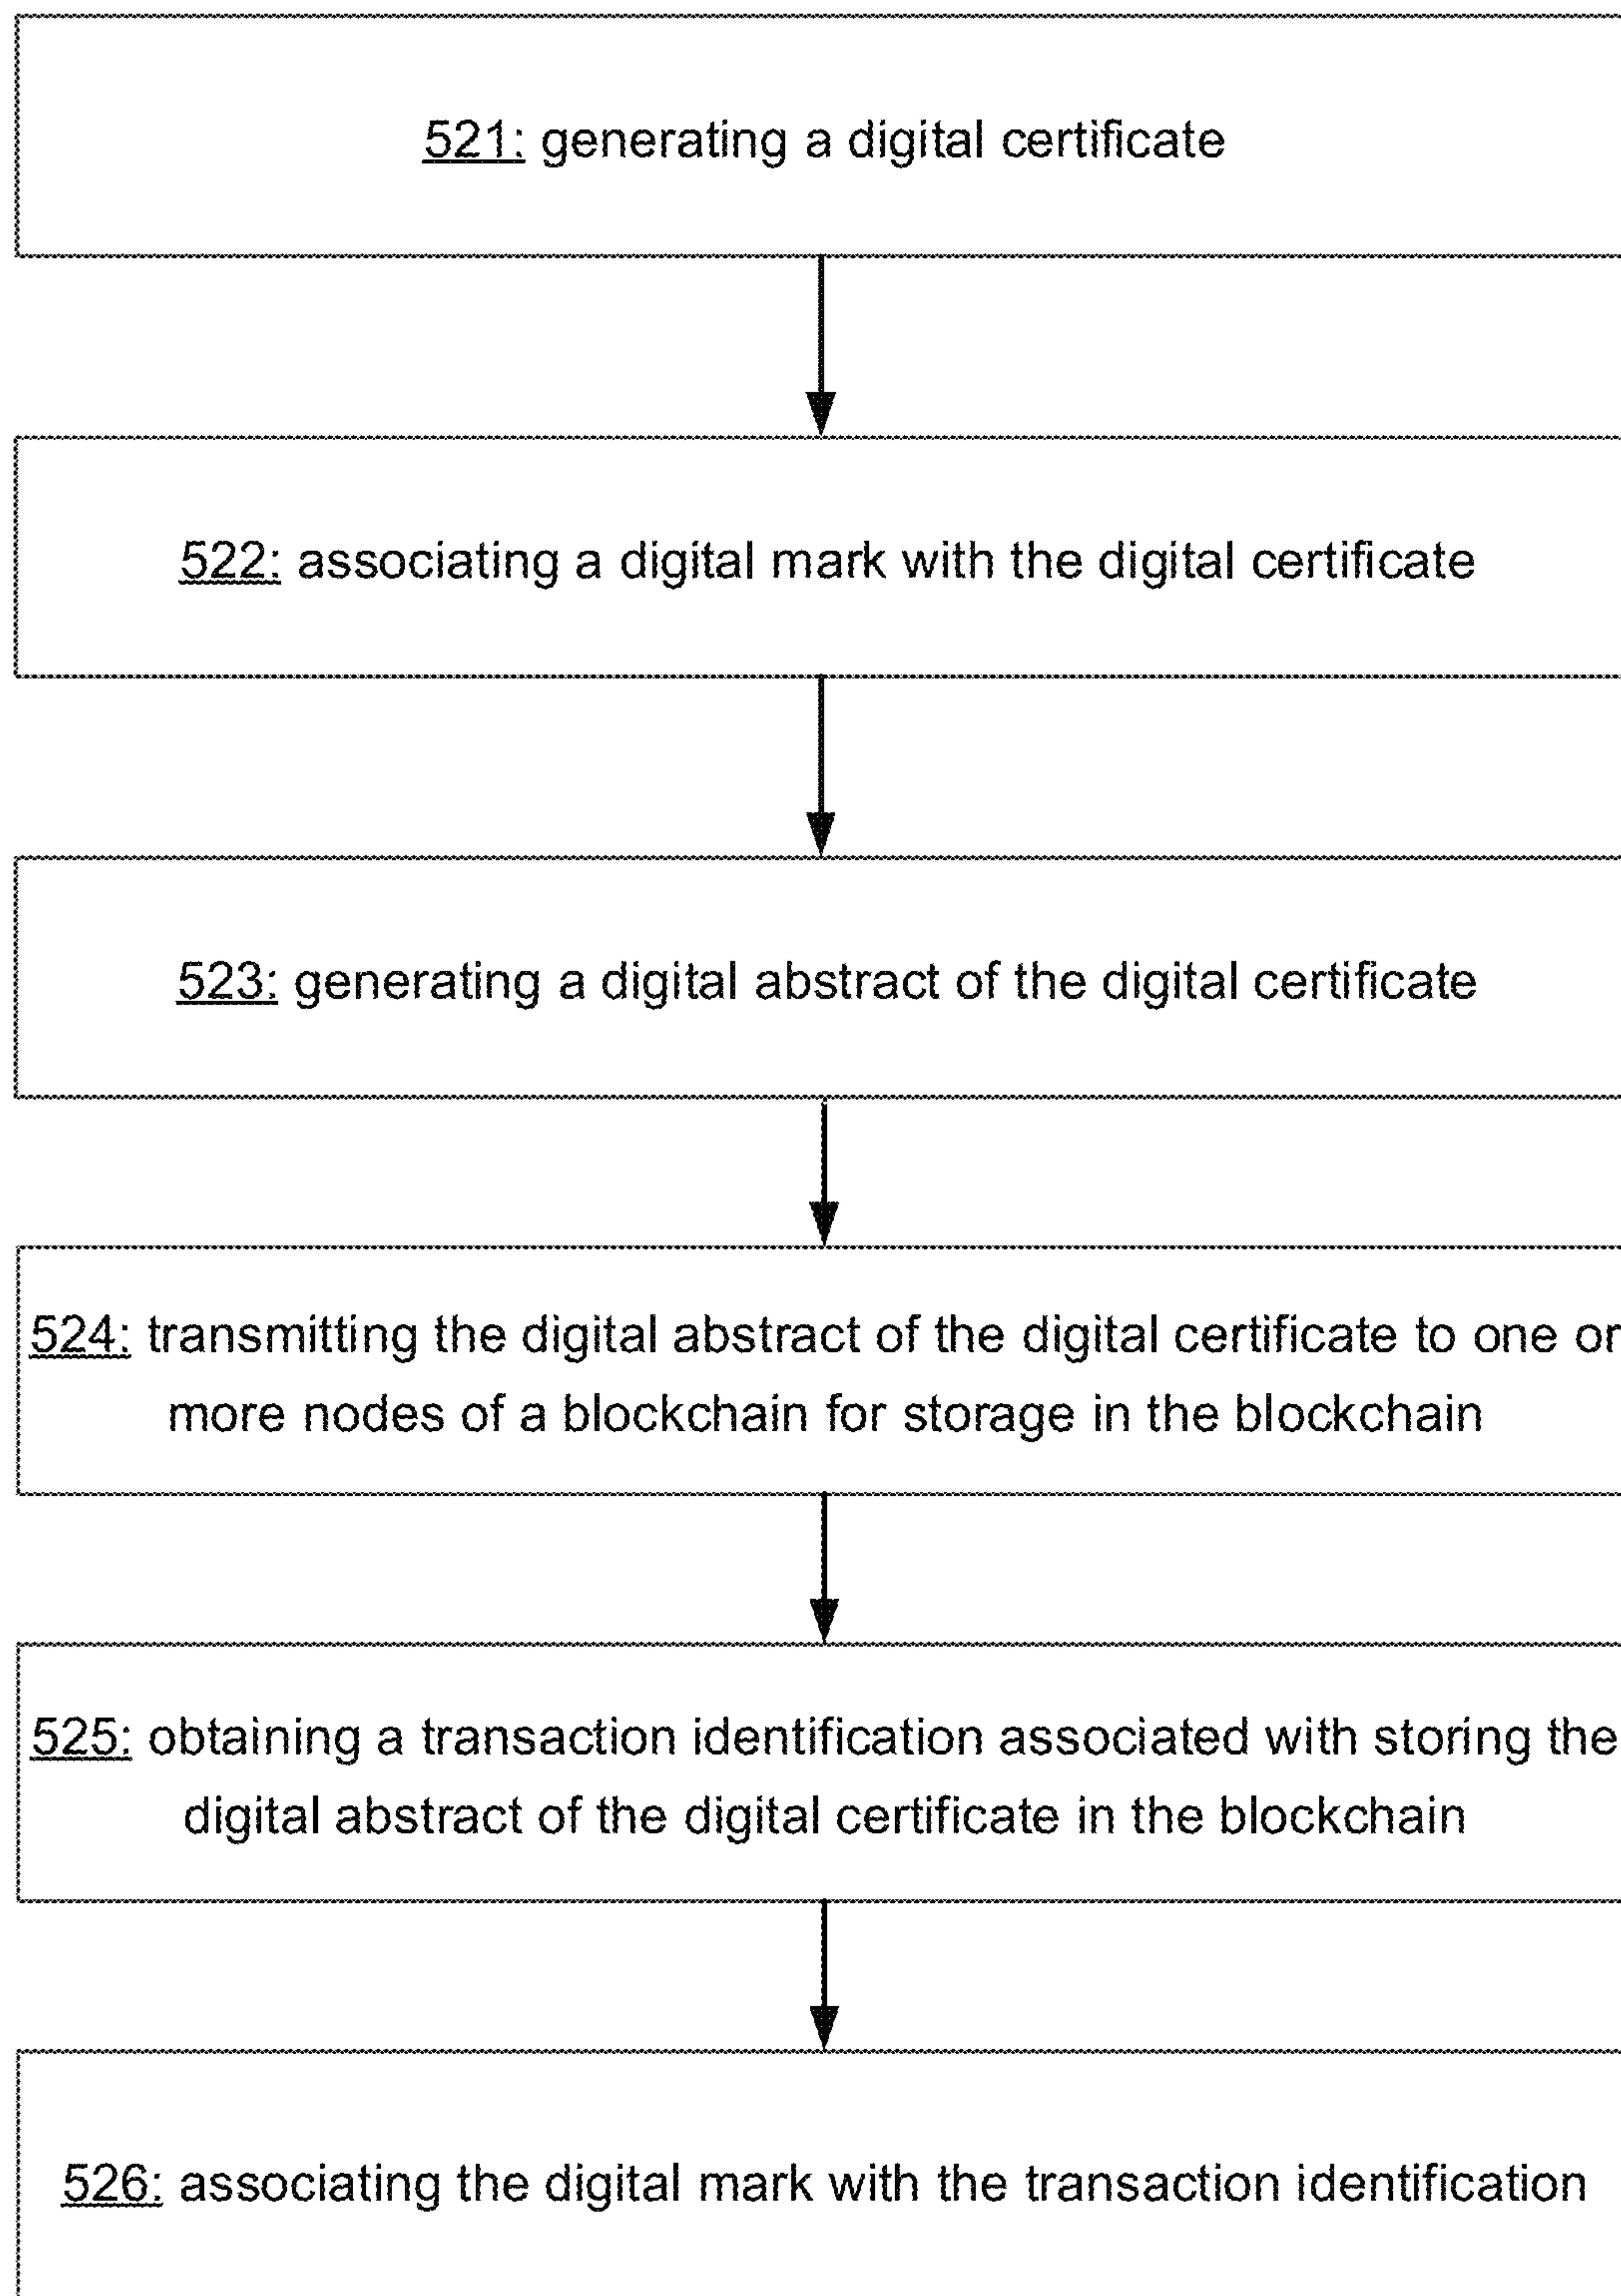 521: generating a digital certificate
522: associating a digital mark with the digital certificate
523: generating a digital abstract of the digital certificate
524: transmitting the digital abstract of the digital certificate to one or
more nodes of a blockchain for storage in the blockchain
525: obtaining a transaction identification associated with storing the
digital abstract of the digital certificate in the blockchain
526: associating the digital mark with the transaction identification